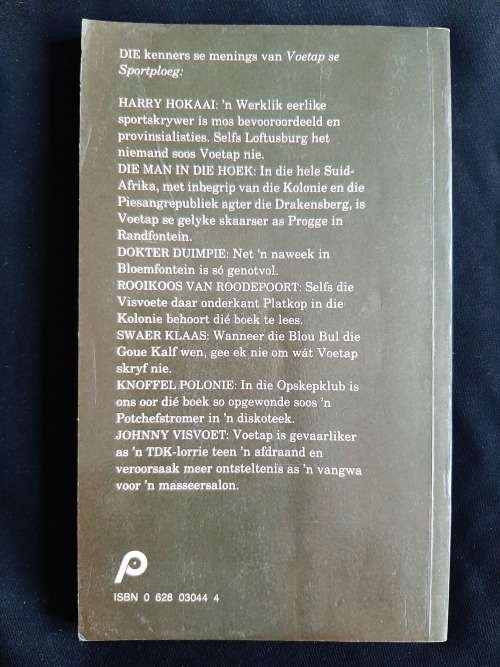 DIE kenners se menings van Voetap se
Sportploeg:
HARRY HOKAAI: 'n Werklik eerlike
sportskrywer is mos bevooroordeeld en
provinsialisties. Selfs Loftusburg het
niemand soos Voetap nie.
DIE MAN IN DIE HOEK: In die hele Suid-
Afrika, met inbegrip van die Kolonie en die
Piesangrepubliek agter die Drakensberg, is
Voetap se gelyke skaarser as Progge in
Randfontein.
DOKTER DUIMPIE: Net 'n naweek in
Bloemfontein is só genotvol.
ROOIKOOS VAN ROODEPOORT: Selfs die
Visvoete daar onderkant Platkop in die
Kolonie behoort dié boek te lees.
SWAER KLAAS: Wanneer die Blou Bul die
Goue Kalf wen, gee ek nie om wát Voetap
skryf nie.
KNOFFEL POLONIE: In die Opskepklub is
ons oor dié boek so opgewonde soos 'n
Potchefstromer in 'n diskoteek.
JOHNNY VISVOET: Voetap is gevaarliker
as 'n TDK-lorrie teen 'n afdraand en
veroorsaak meer ontsteltenis as 'n vangwa
voor 'n masseersalon.
ISBN 0 628 03044 4